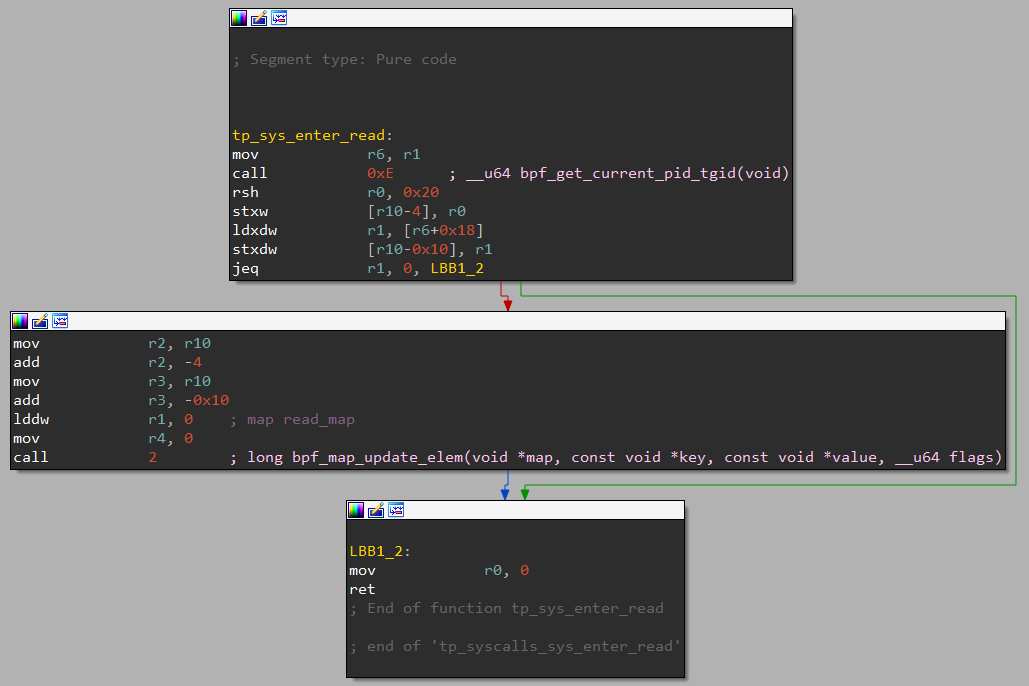 ; Segment type: Pure code
tp_sys_enter_read:
mov r6, r1
call 0xE ; __u64 bpf_get_current_pid_tgid(void)
rsh r0, 0x20
stxw [r10-4], r0
ldxdw r1, [r6+0x18]
stxdw [r10-0x10], r1
jeq r1, 0, LBB1_2
mov r2, r10
add r2, -4
mov r3, r10
add r3, -0x10
lddw r1, 0 ; map read_map
mov r4, 0
call 2 ; long bpf_map_update_elem(void *map, const void *key, const void *value, __u64 flags)
LBB1_2:
mov r0, 0
ret
; End of function tp_sys_enter_read
; end of 'tp_syscalls_sys_enter_read'